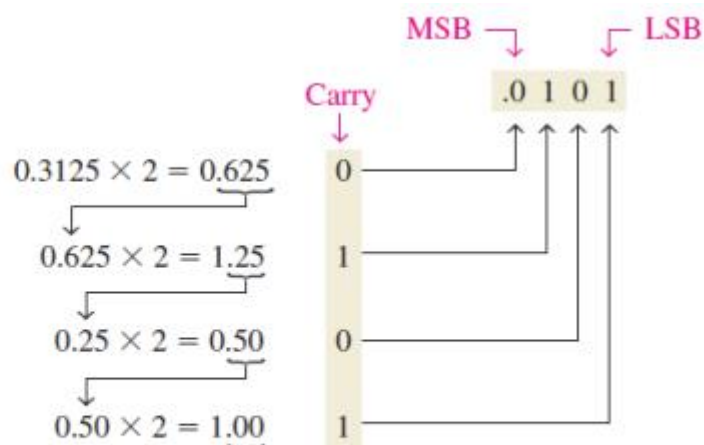 MSB LSB
.0 1 0 1
Carry
0.3125 × 2 = 0.625 0
0.625 × 2 = 1.25 1
0.25 × 2 = 0.50 0
0.50 × 2 = 1.00 1